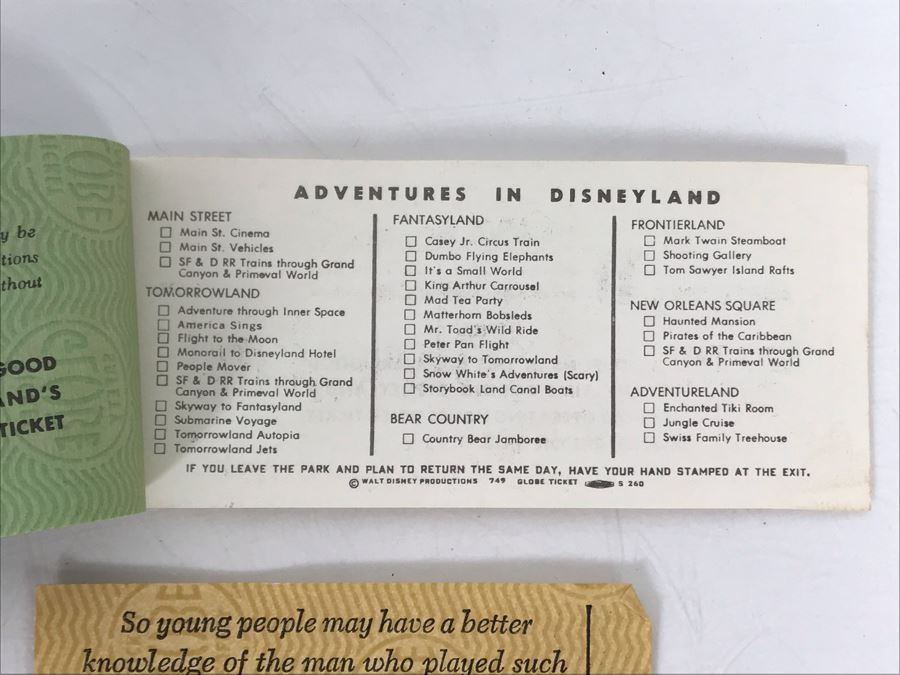 ADVENTURES IN DISNEYLAND
MAIN STREET
Main St. Cinema
Main St. Vehicles
SF & D RR Trains through Grand
Canyon & Primeval World
TOMORROWLAND
Adventure through Inner Space
America Sings
Flight to the Moon
Monorail to Disneyland Hotel
People Mover
SF & D RR Trains through Grand
Canyon & Primeval World
Skyway to Fantasyland
Submarine Voyage
Tomorrowland Autopia
Tomorrowland Jets
FANTASYLAND
Casey Jr. Circus Train
Dumbo Flying Elephants
It's a Small World
King Arthur Carrousel
Mad Tea Party
Matterhorn Bobsleds
Mr. Toad's Wild Ride
Peter Pan Flight
Skyway to Tomorrowland
Snow White's Adventures (Scary)
Storybook Land Canal Boats
BEAR COUNTRY
Country Bear Jamboree
FRONTIERLAND
Mark Twain Steamboat
Shooting Gallery
Tom Sawyer Island Rafts
NEW ORLEANS SQUARE
Haunted Mansion
Pirates of the Caribbean
SF & D RR Trains through Grand
Canyon & Primeval World
ADVENTURELAND
Enchanted Tiki Room
Jungle Cruise
Swiss Family Treehouse
IF YOU LEAVE THE PARK AND PLAN TO RETURN THE SAME DAY, HAVE YOUR HAND STAMPED AT THE EXIT.
© WALT DISNEY PRODUCTIONS 749 GLOBE TICKET S 260
y be
tions
thout
GOOD
AND'S
TICKET
So young people may have a better
knowledge of the man who played such